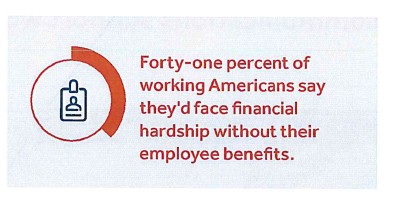 Forty-one percent of
working Americans say
they'd face financial
hardship without their
employee benefits.